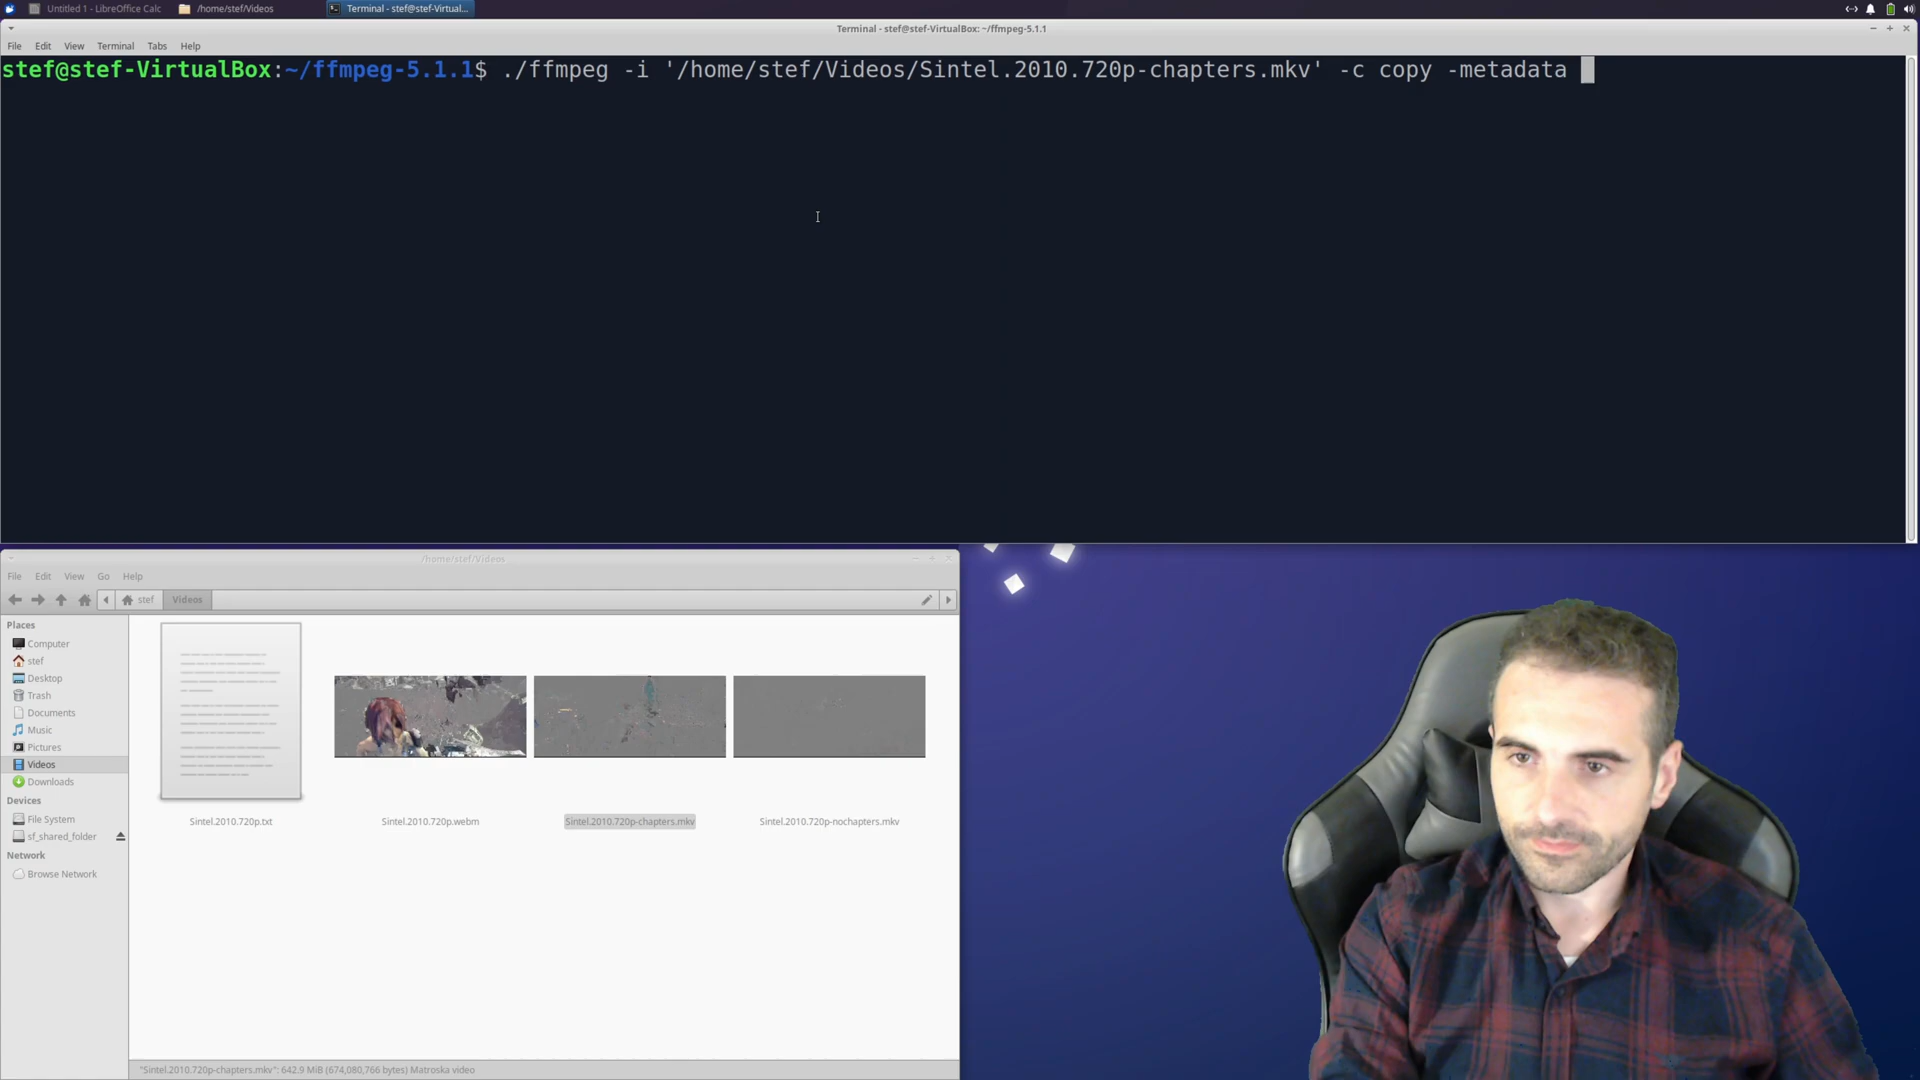 Untitled 1 - LibreOffice Calc
/home/stef/Videos
Terminal - stef@stef-Virtual...
Terminal - stef@stef-VirtualBox: ~/ffmpeg-5.1.1
File Edit View Terminal Tabs Help
stef@stef-VirtualBox:~/ffmpeg-5.1.1$ ./ffmpeg -i '/home/stef/Videos/Sintel.2010.720p-chapters.mkv' -c copy -metadata
/home/stef/Videos
File Edit View Go Help
stef
Videos
Places
Computer
stef
Desktop
Trash
Documents
Music
Pictures
Videos
Downloads
Devices
File System
sf_shared_folder
Network
Browse Network
Sintel.2010.720p.txt
Sintel.2010.720p.webm
Sintel.2010.720p-chapters.mkv
Sintel.2010.720p-nochapters.mkv
"Sintel.2010.720p-chapters.mkv": 642.9 MiB (674,080,766 bytes) Matroska video